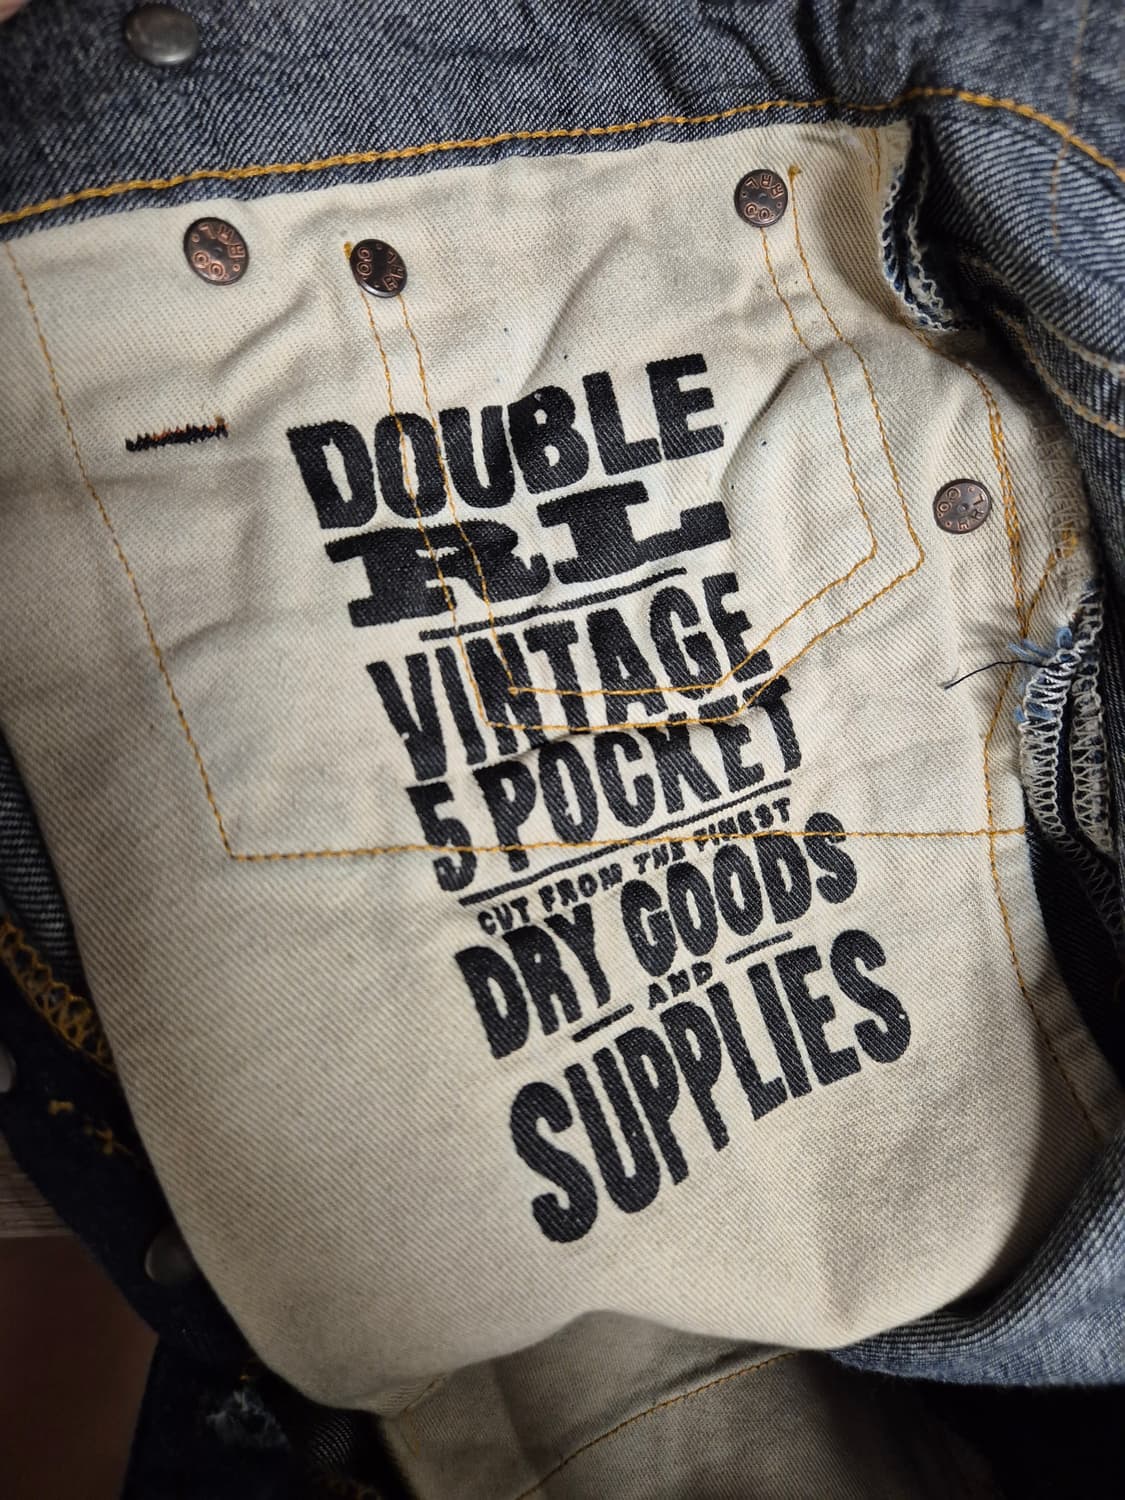 DOUBLE
RL
VINTAGE
5 POCKET
CUT FROM THE FINEST
DRY GOODS
AND
SUPPLIES